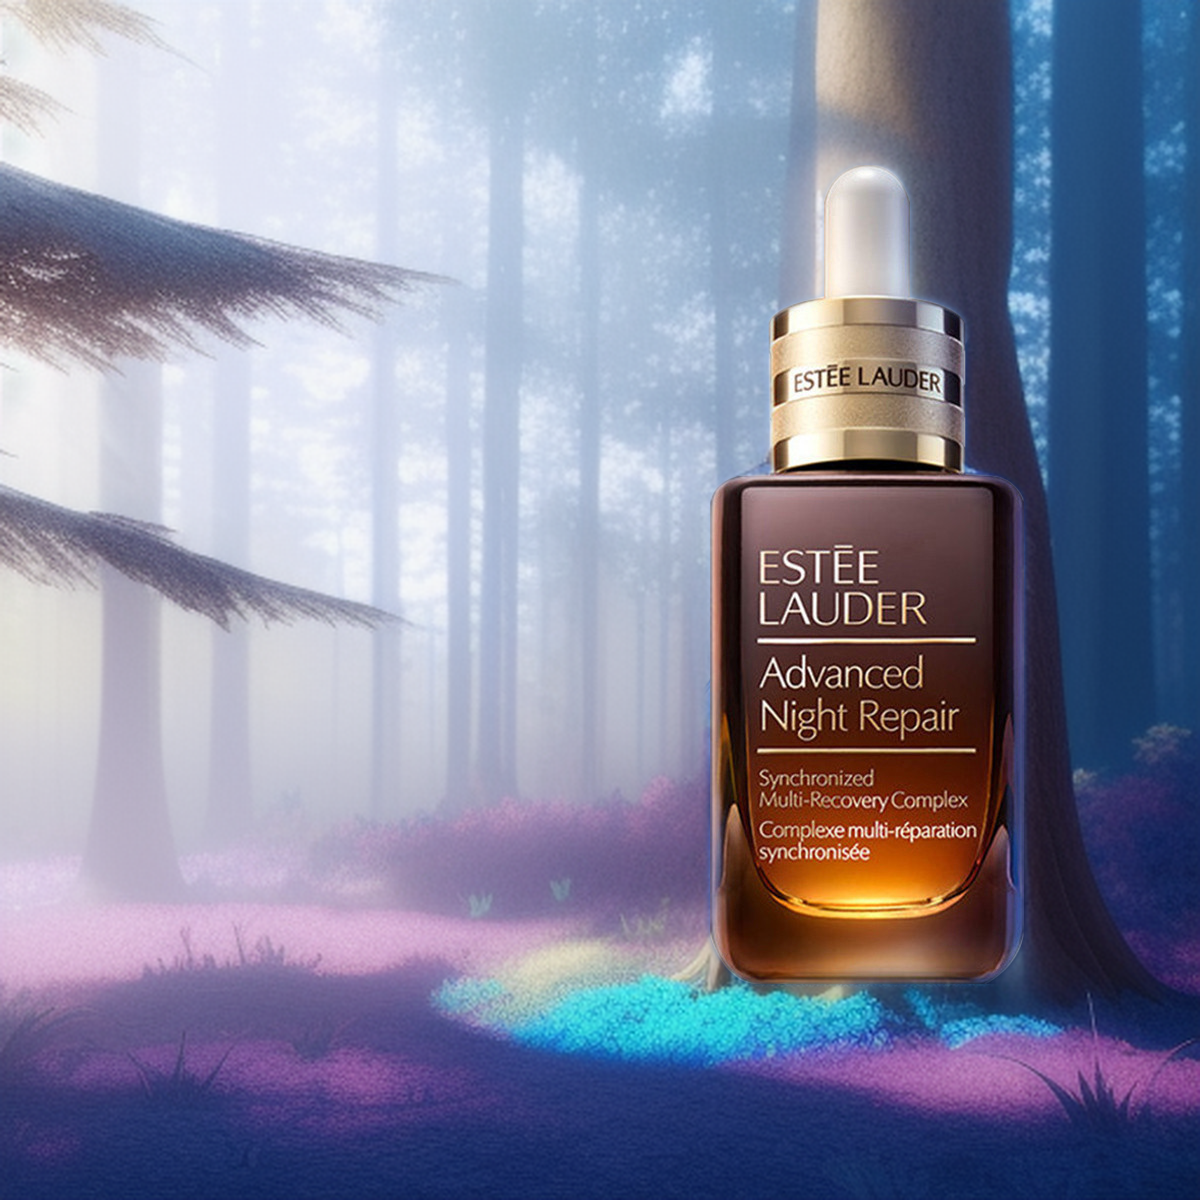 ESTĒE LAUDER
ESTĒE
LAUDER
Advanced
Night Repair
Synchronized
Multi-Recovery Complex
Complexe multi-réparation
synchronisée